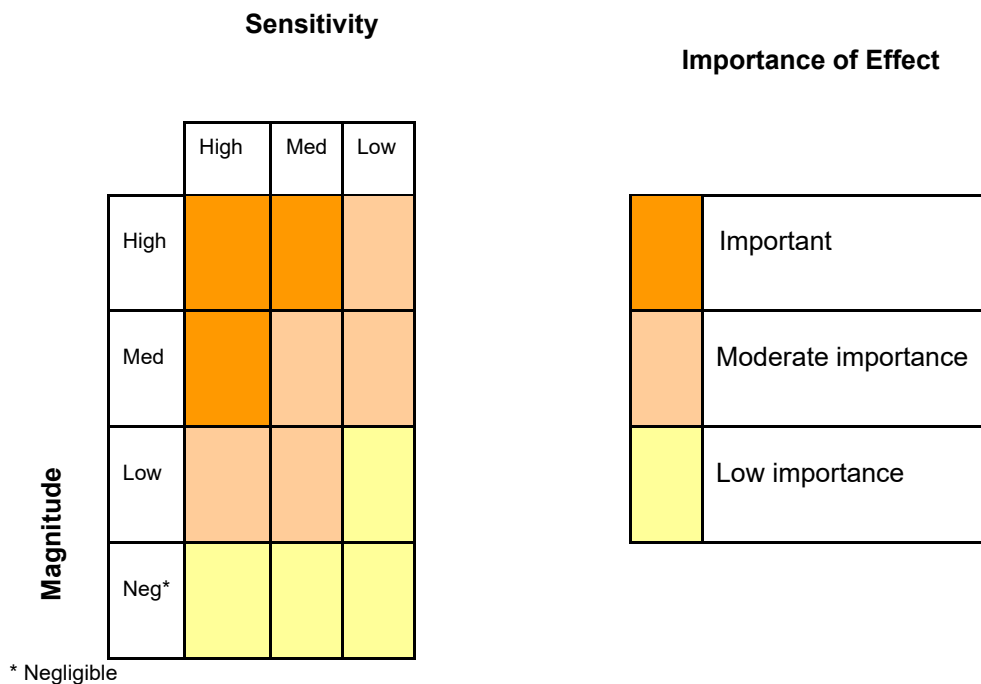 Sensitivity
Importance of Effect
High Med Low
High
Important
Med
Moderate importance
Low
Low importance
Magnitude
Neg*
* Negligible